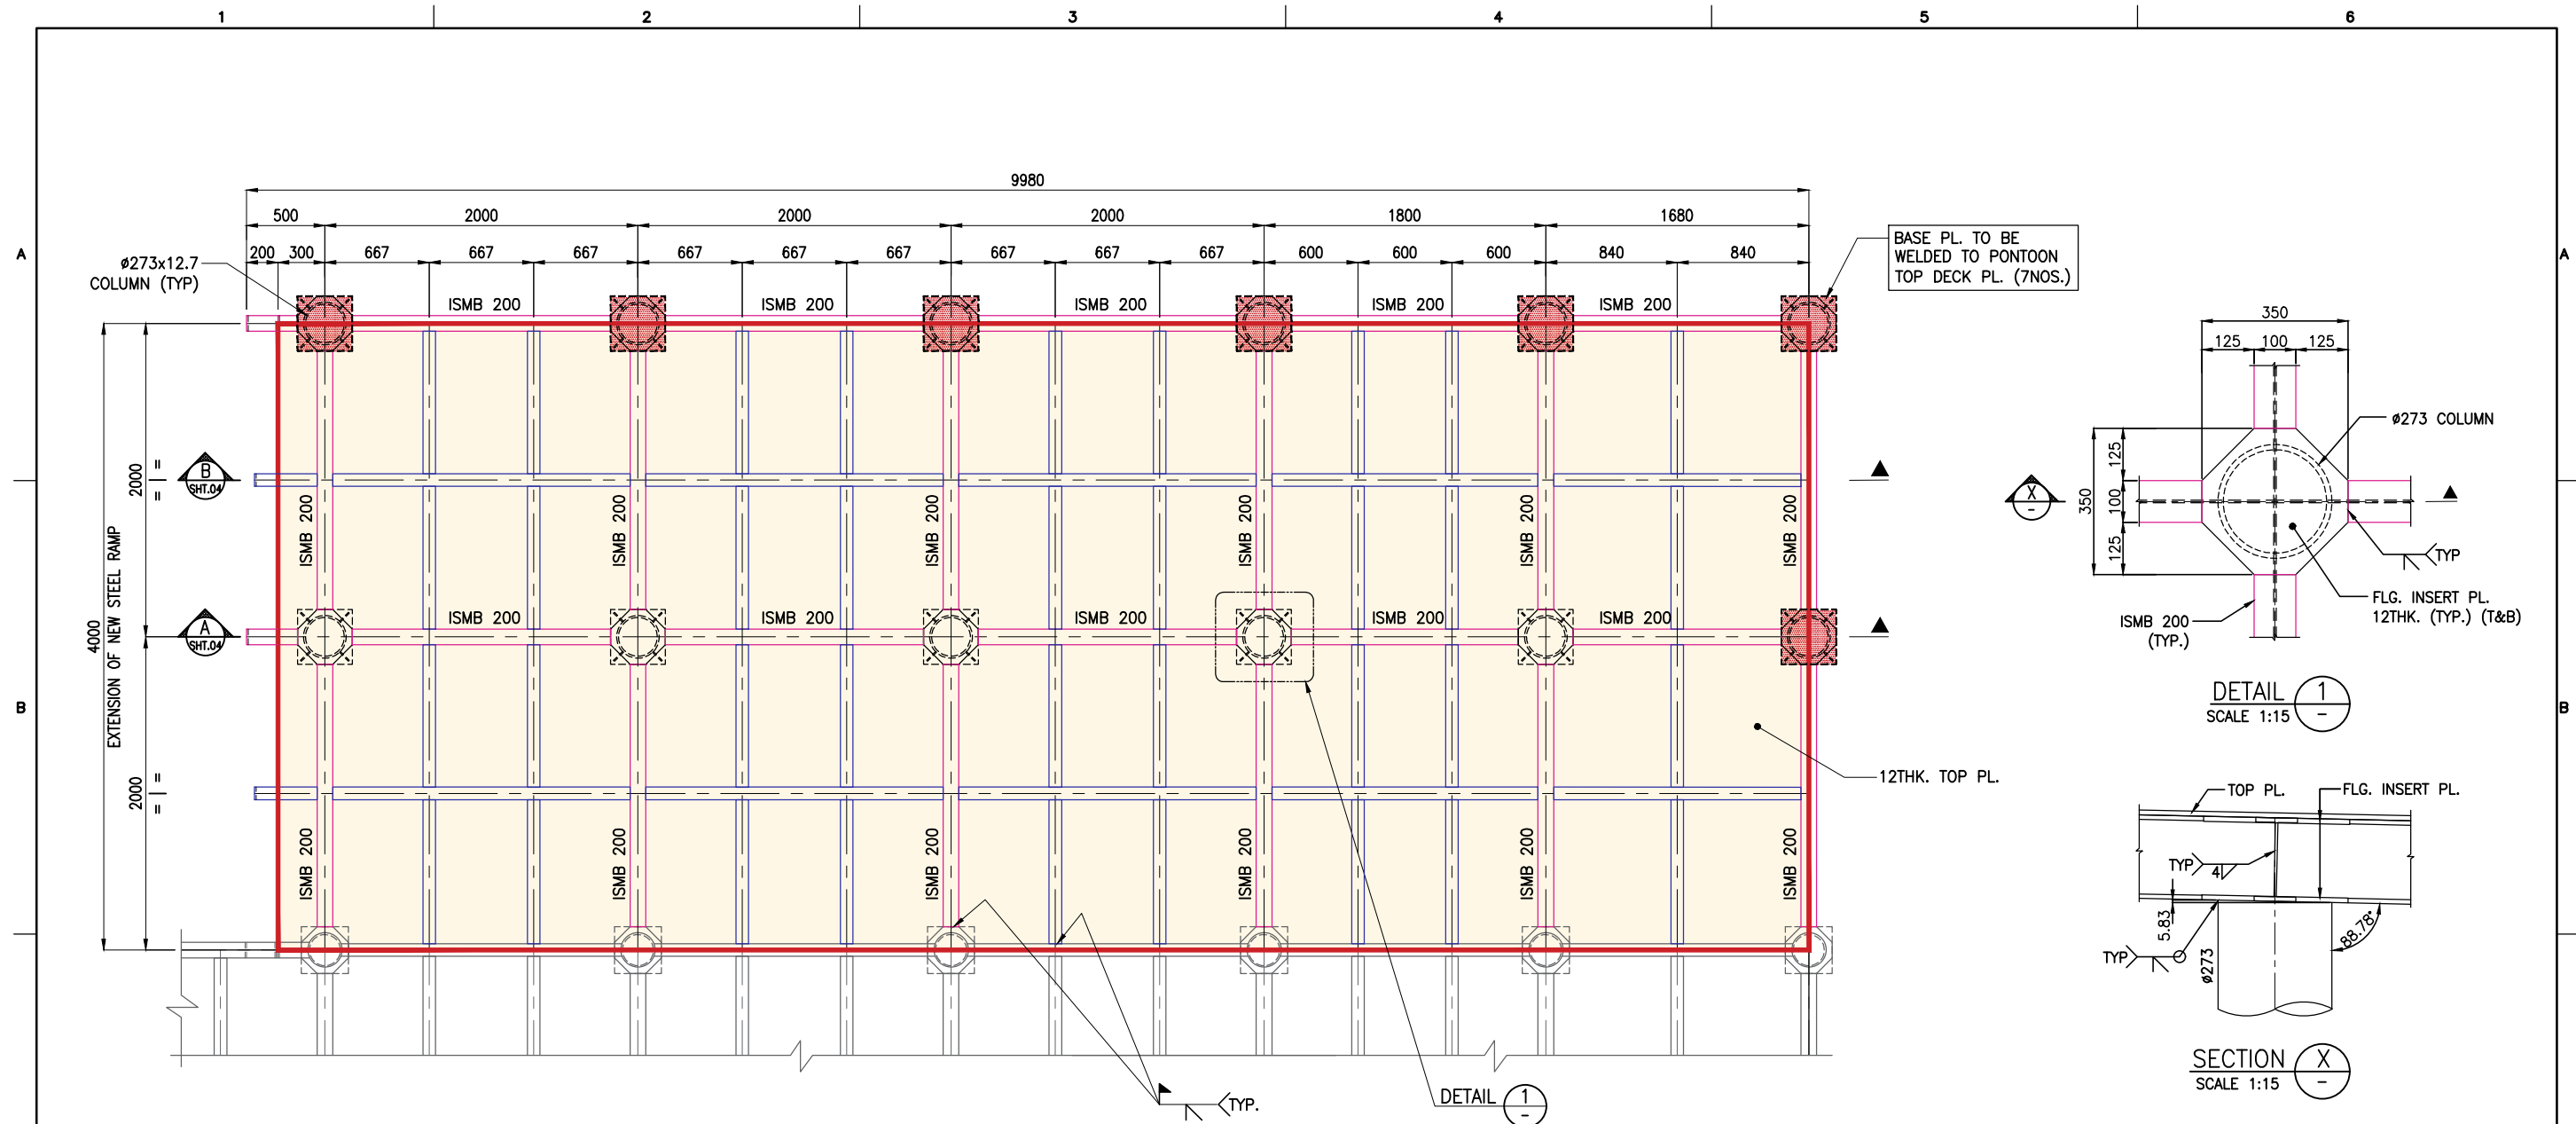 1 2 3 4 5 6
A A
B B
9980
500 2000 2000 2000 1800 1680
200 300 667 667 667 667 667 667 667 667 667 600 600 600 840 840
ø273x12.7
COLUMN (TYP)
BASE PL. TO BE
WELDED TO PONTOON
TOP DECK PL. (7NOS.)
ISMB 200 ISMB 200 ISMB 200 ISMB 200 ISMB 200
4000
EXTENSION OF NEW STEEL RAMP
2000
=
=
2000
=
=
B
SHT.04
A
SHT.04
ISMB 200 ISMB 200 ISMB 200 ISMB 200 ISMB 200 ISMB 200
ISMB 200 ISMB 200 ISMB 200 ISMB 200 ISMB 200
ISMB 200 ISMB 200 ISMB 200 ISMB 200 ISMB 200 ISMB 200
12THK. TOP PL.
TYP.
DETAIL 1
-
350
125 100 125
350
125
100
125
ø273 COLUMN
X
-
TYP
FLG. INSERT PL.
12THK. (TYP.) (T&B)
ISMB 200
(TYP.)
DETAIL 1
SCALE 1:15 -
TOP PL.
FLG. INSERT PL.
TYP 4
5.83
88.78°
TYP
ø273
SECTION X
SCALE 1:15 -